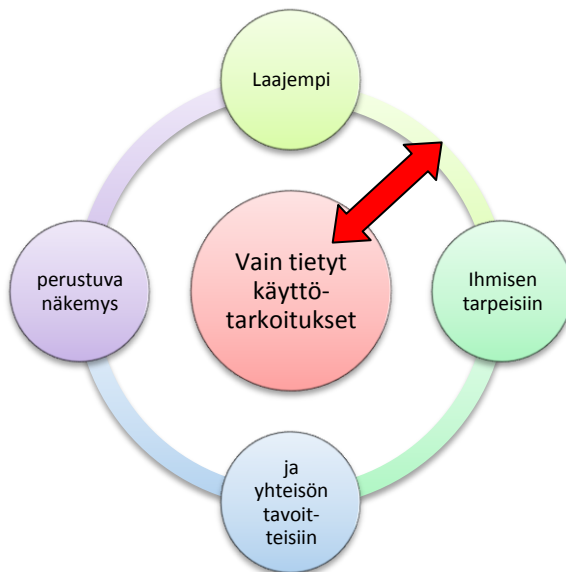 Laajempi
Vain tietyt
käyttö-
tarkoitukset
Ihmisen
tarpeisiin
ja
yhteisön
tavoit-
teisiin
perustuva
näkemys